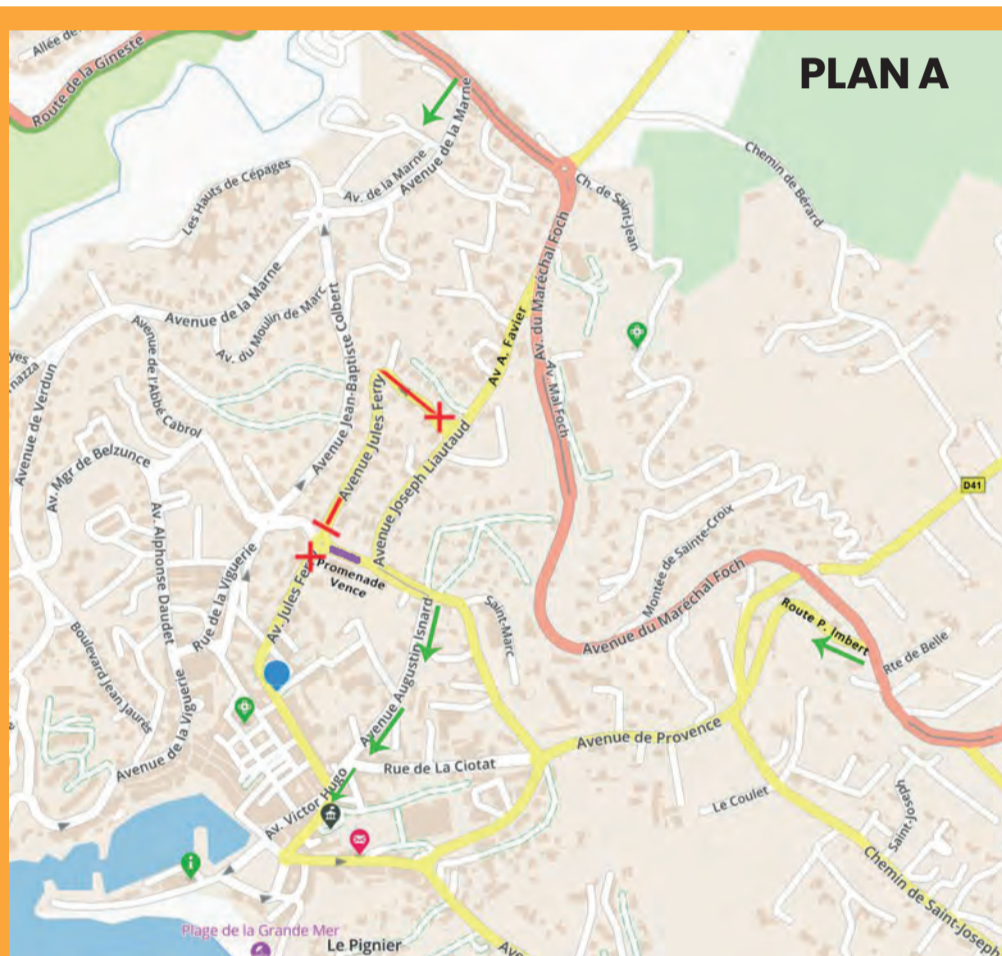 PLAN A
Allée de
Route de la Gineste
Av. de la Marne
Avenue de la Marne
Les Hauts de Cépages
Ch. de Saint-Jean
Chemin de Bérard
Avenue de la Marne
Av. du Moulin de Marc
Avenue Jean-Baptiste Colbert
Av. du Maréchal Foch
Av A. Favier
Av. Mal Foch
Avenue de l'Abbé
Cabrol
Avenue de Verdun
Av. Mgr de Belzunce
Avenue Jules Ferry
Avenue Joseph Liautaud
D41
Av. Alphonse Daudet
Rue de la Viguerie
Promenade
Vence
Av. Jules Ferry
Saint-Marc
Montée de Sainte-Croix
Avenue du Maréchal Foch
Route P. Imbert
Rte de Belle
Boulevard Jean Jaurès
Avenue de la Viguerie
Avenue Augustin Isnard
Avenue de Provence
Rue de La Ciotat
Av. Victor Hugo
Le Coulet
Saint-Joseph
Chemin de Saint-Joseph
Plage de la Grande Mer
Le Pignier
Ave